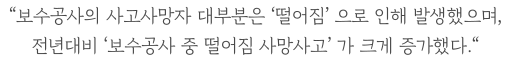 “보수공사의 사고사망자 대부분은 ‘떨어짐’ 으로 인해 발생했으며,
전년대비 ‘보수공사 중 떨어짐 사망사고’ 가 크게 증가했다.“